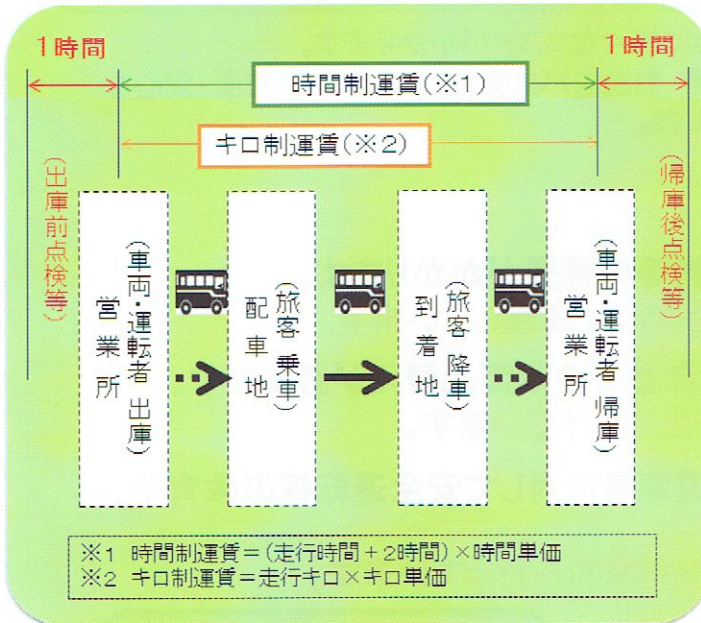 1時間
1時間
時間制運賃(※1)
キロ制運賃(※2)
(出庫前点検等)
営業所
(車両・運転者 出庫)
配車地
(旅客 乗車)
到着地
(旅客 降車)
営業所
(車両・運転者 帰庫)
(帰庫後点検等)
※1 時間制運賃=(走行時間+2時間)×時間単価
※2 キロ制運賃=走行キロ×キロ単価